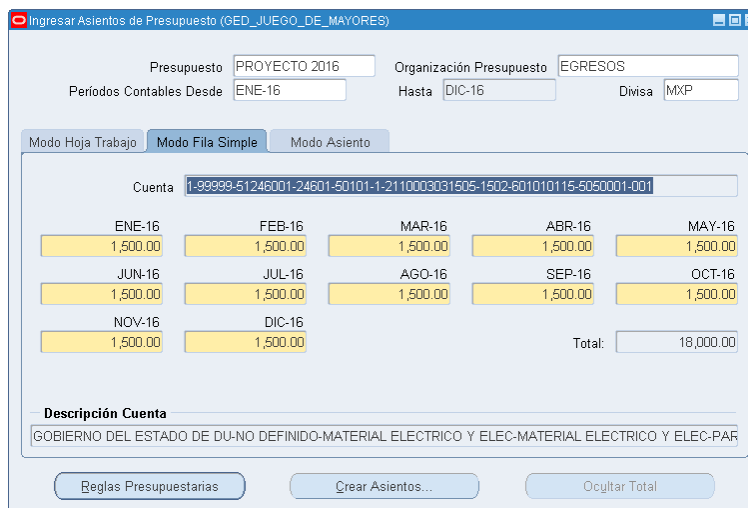 Ingresar Asientos de Presupuesto (GED_JUEGO_DE_MAYORES)
Presupuesto PROYECTO 2016 Organización Presupuesto EGRESOS
Períodos Contables Desde ENE-16 Hasta DIC-16 Divisa MXP
Modo Hoja Trabajo Modo Fila Simple Modo Asiento
Cuenta 1-99999-51246001-24601-50101-1-2110003031505-1502-601010115-5050001-001
ENE-16 FEB-16 MAR-16 ABR-16 MAY-16
1,500.00 1,500.00 1,500.00 1,500.00 1,500.00
JUN-16 JUL-16 AGO-16 SEP-16 OCT-16
1,500.00 1,500.00 1,500.00 1,500.00 1,500.00
NOV-16 DIC-16
1,500.00 1,500.00 Total: 18,000.00
Descripción Cuenta
GOBIERNO DEL ESTADO DE DU-NO DEFINIDO-MATERIAL ELECTRICO Y ELEC-MATERIAL ELECTRICO Y ELEC-PAR
Reglas Presupuestarias Crear Asientos... Ocultar Total